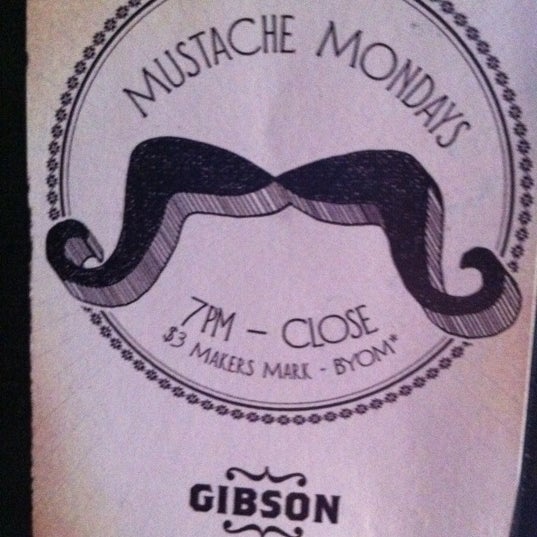 MUSTACHE MONDAYS
7PM – CLOSE
$3 MAKERS MARK - BYOM*
GIBSON